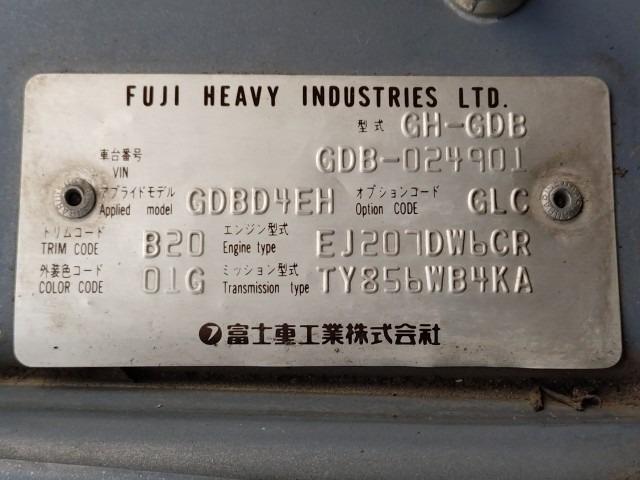 FUJI HEAVY INDUSTRIES LTD.
型式 GH-GDB
車台番号 VIN GDB-024901
アプライドモデル Applied model GDBD4EH オプションコード Option CODE GLC
トリムコード TRIM CODE B20 エンジン型式 Engine type EJ207DW6CR
外装色コード COLOR CODE 01G ミッション型式 Transmission type TY856WB4KA
富士重工業株式会社